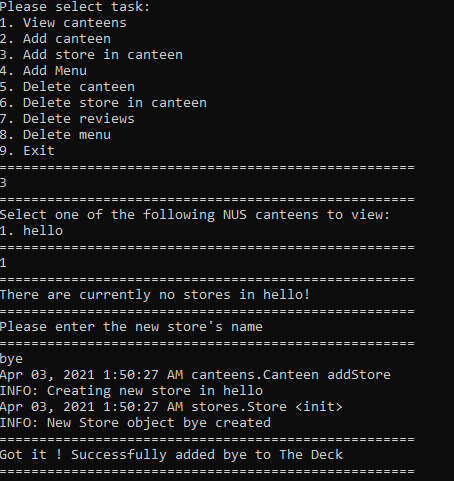 Please select task:
1. View canteens
2. Add canteen
3. Add store in canteen
4. Add Menu
5. Delete canteen
6. Delete store in canteen
7. Delete reviews
8. Delete menu
9. Exit
====================================================
3
====================================================
Select one of the following NUS canteens to view:
1. hello
====================================================
1
====================================================
There are currently no stores in hello!
====================================================
Please enter the new store's name
====================================================
bye
Apr 03, 2021 1:50:27 AM canteens.Canteen addStore
INFO: Creating new store in hello
Apr 03, 2021 1:50:27 AM stores.Store <init>
INFO: New Store object bye created
====================================================
Got it ! Successfully added bye to The Deck
====================================================